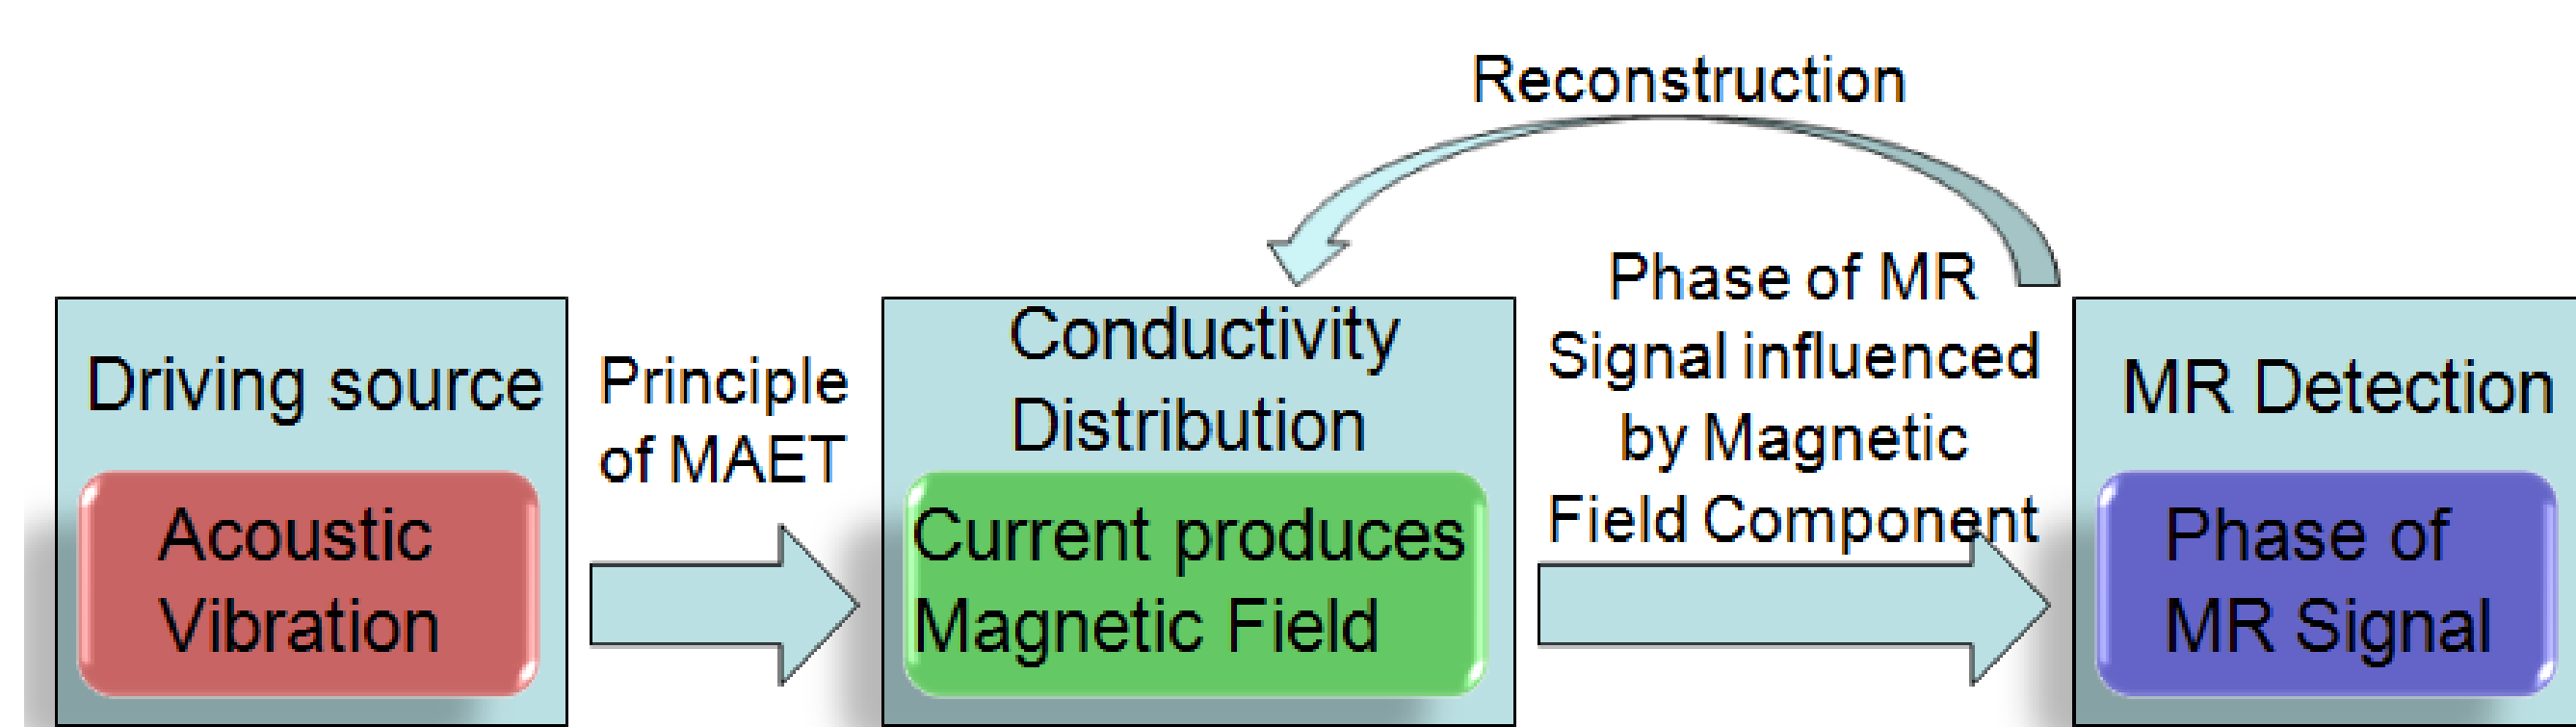 Reconstruction
Driving source
Acoustic
Vibration
Principle
of MAET
Conductivity
Distribution
Current produces
Magnetic Field
Phase of MR
Signal influenced
by Magnetic
Field Component
MR Detection
Phase of
MR Signal